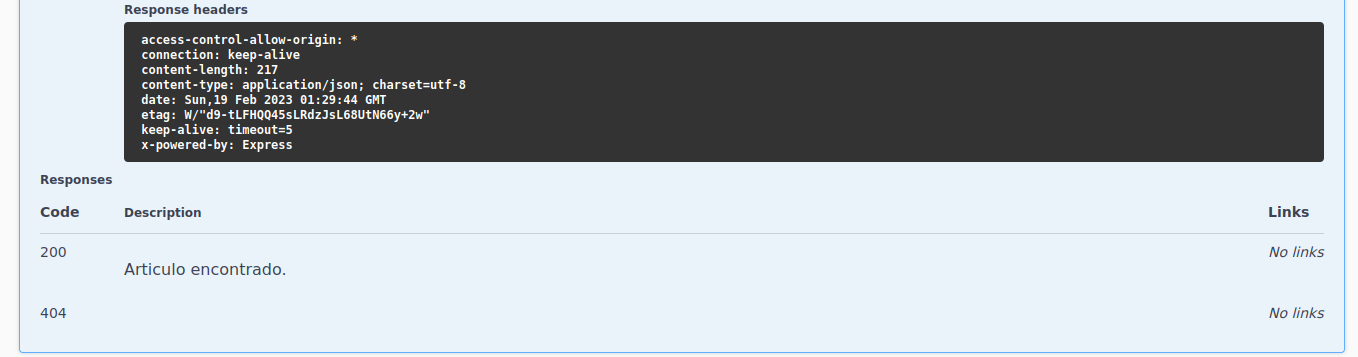 Response headers
access-control-allow-origin: *
connection: keep-alive
content-length: 217
content-type: application/json; charset=utf-8
date: Sun,19 Feb 2023 01:29:44 GMT
etag: W/"d9-tLFHQQ45sLRdzJsL68UtN66y+2w"
keep-alive: timeout=5
x-powered-by: Express
Responses
Code Description Links
200 No links
Articulo encontrado.
404 No links